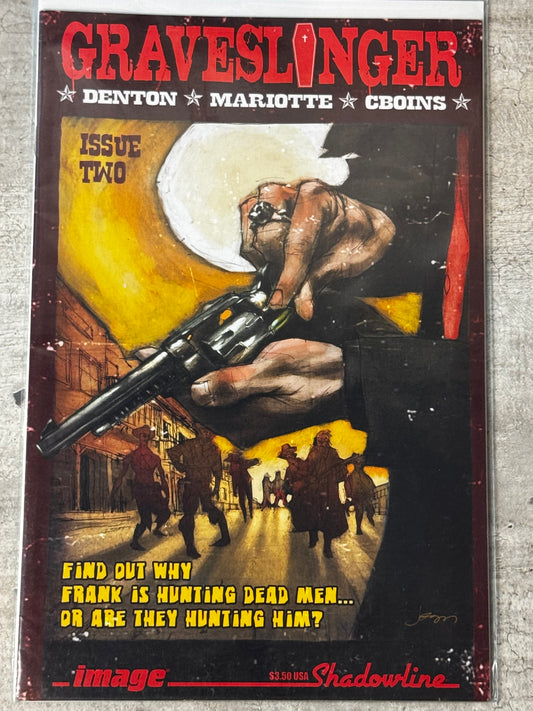 GRAVESLINGER
DENTON ☆ MARIOTTE ☆ CBOINS ☆
ISSUE
TWO
FIND OUT WHY
FRANK IS HUNTING DEAD MEN...
OR ARE THEY HUNTING HIM?
image
$3.50 USA
Shadowline